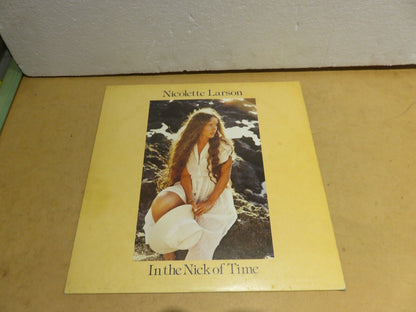 Nicolette Larson
In the Nick of Time